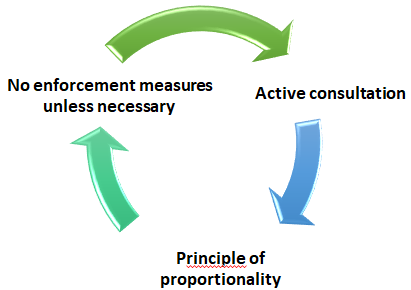 No enforcement measures
unless necessary
Active consultation
Principle of
proportionality